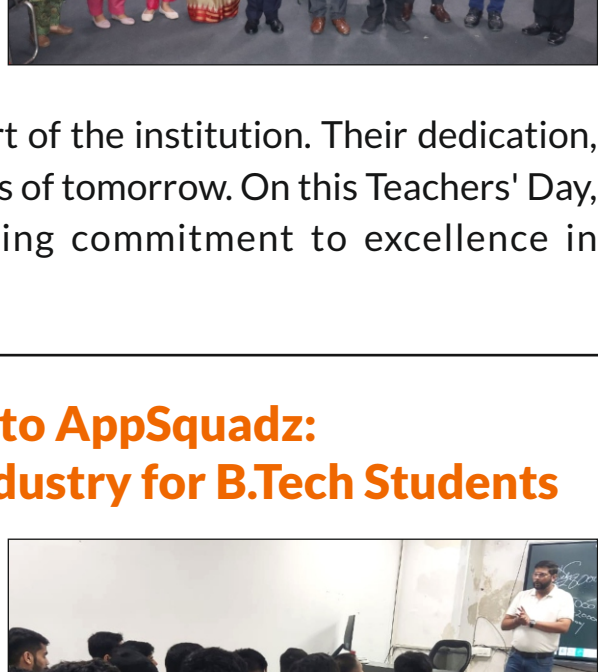 rt of the institution. Their dedication,
s of tomorrow. On this Teachers' Day,
ing commitment to excellence in
to AppSquadz:
dustry for B.Tech Students